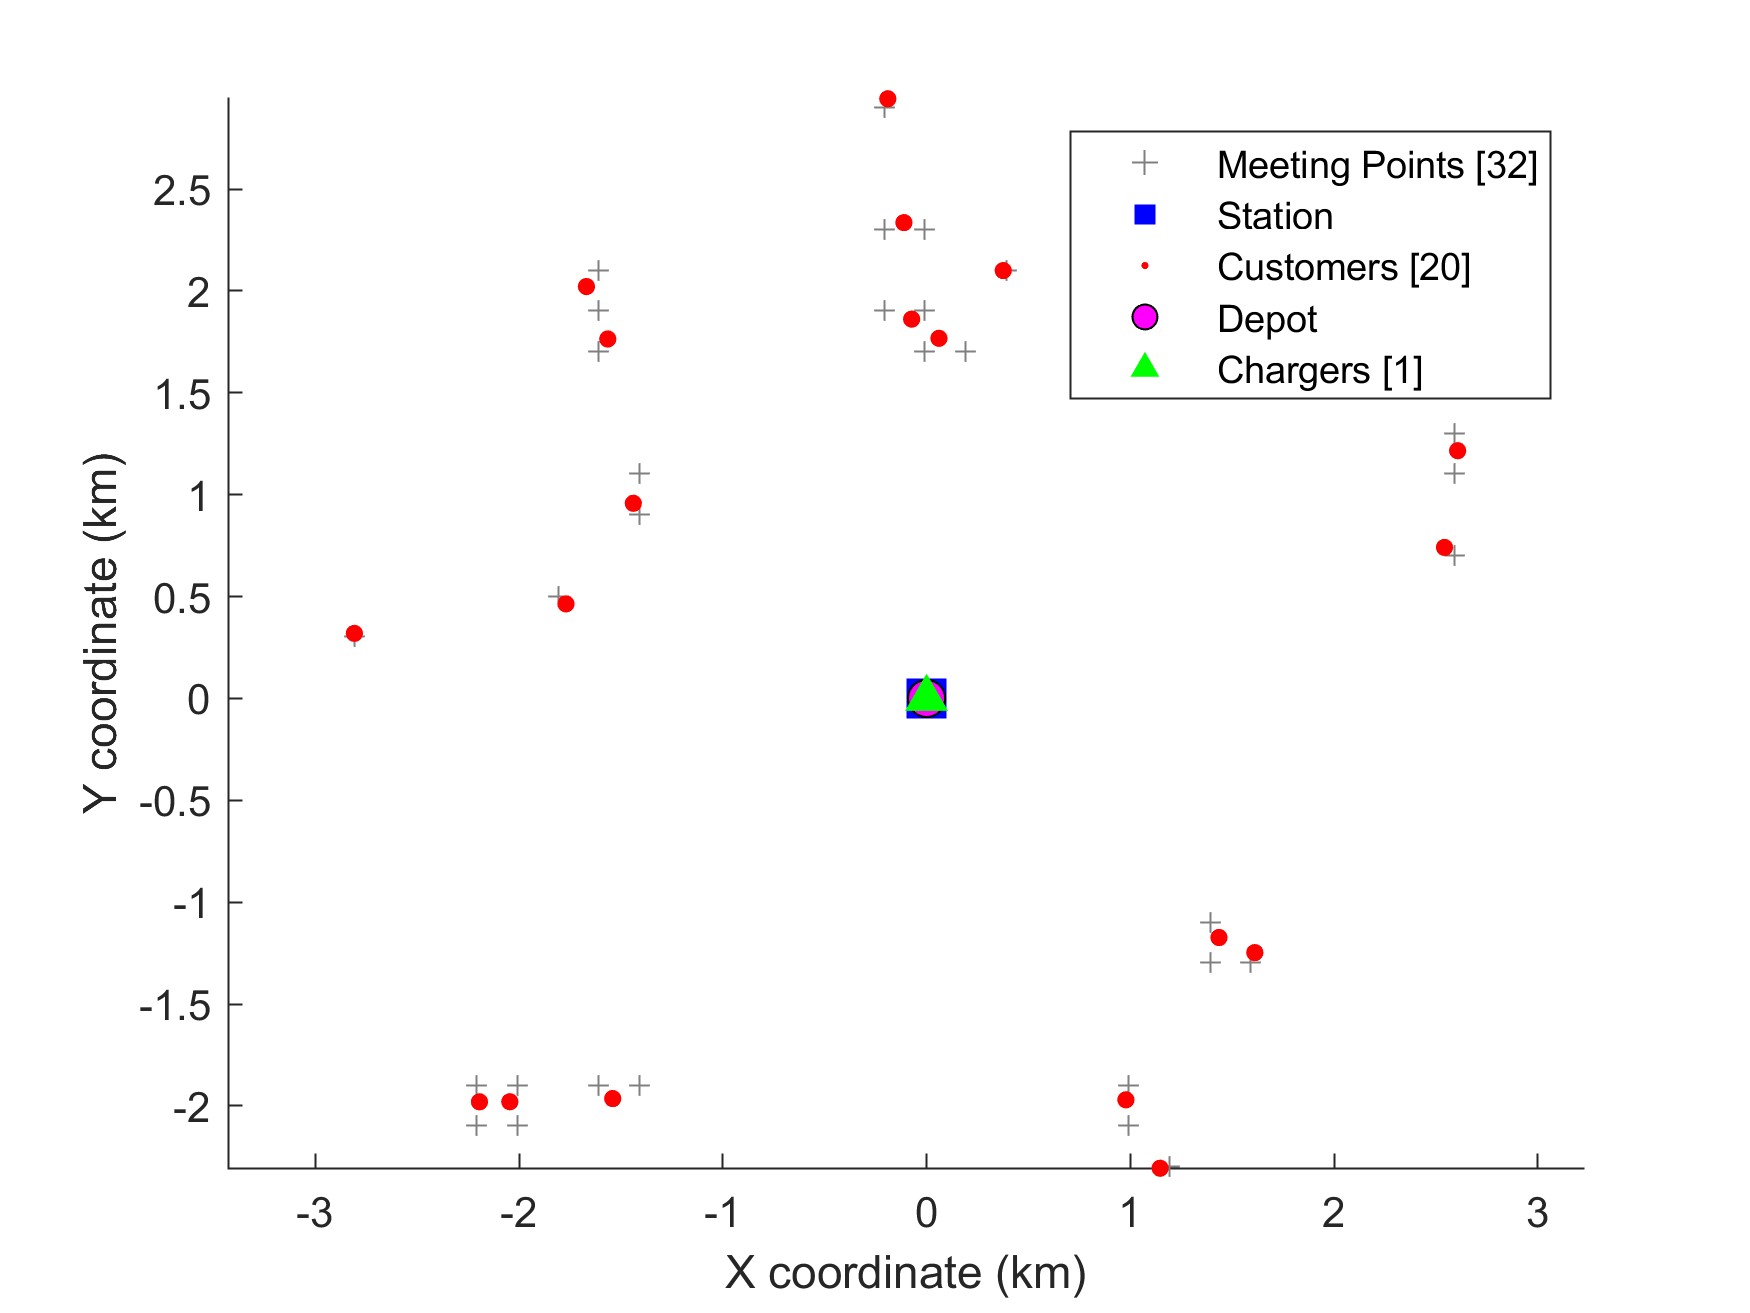 Meeting Points [32]
Station
Customers [20]
Depot
Chargers [1]
2.5
2
1.5
1
0.5
0
-0.5
-1
-1.5
-2
Y coordinate (km)
-3 -2 -1 0 1 2 3
X coordinate (km)